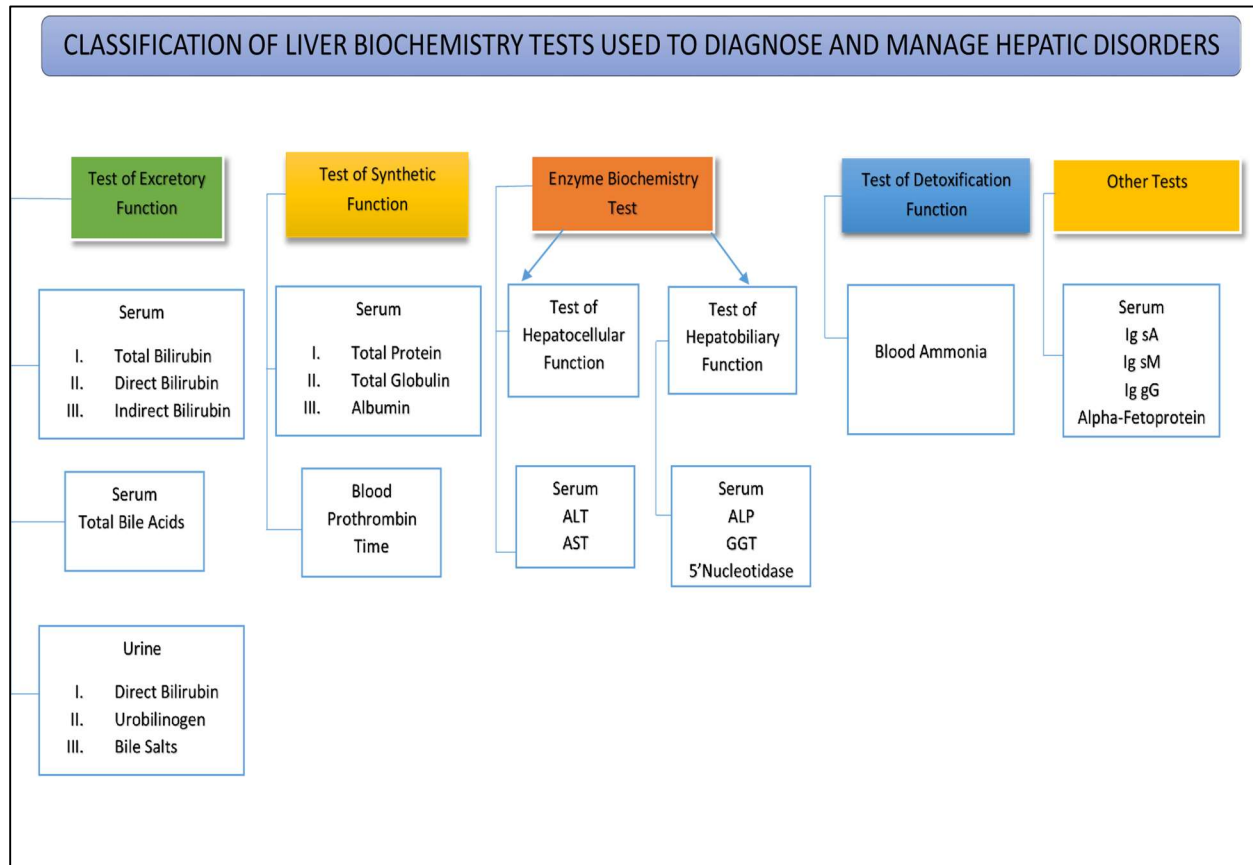 CLASSIFICATION OF LIVER BIOCHEMISTRY TESTS USED TO DIAGNOSE AND MANAGE HEPATIC DISORDERS
Test of Excretory
Function
Serum
I. Total Bilirubin
II. Direct Bilirubin
III. Indirect Bilirubin
Serum
Total Bile Acids
Urine
I. Direct Bilirubin
II. Urobilinogen
III. Bile Salts
Test of Synthetic
Function
Serum
I. Total Protein
II. Total Globulin
III. Albumin
Blood
Prothrombin
Time
Enzyme Biochemistry
Test
Test of
Hepatocellular
Function
Serum
ALT
AST
Test of
Hepatobiliary
Function
Serum
ALP
GGT
5'Nucleotidase
Test of Detoxification
Function
Blood Ammonia
Other Tests
Serum
Ig sA
Ig sM
Ig gG
Alpha-Fetoprotein